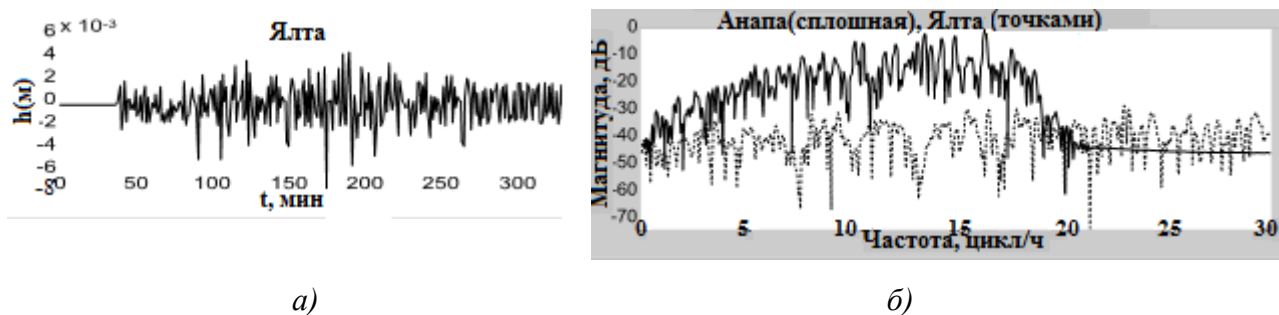 Ялта
6 × 10⁻³
4
2
0
-2
-4
-6
-8
h(м)
0 50 100 150 200 250 300
t, мин
Анапа(сплошная), Ялта (точками)
0
-10
-20
-30
-40
-50
-60
-70
Магнитуда, дБ
0 5 10 15 20 25 30
Частота, цикл/ч
а) б)